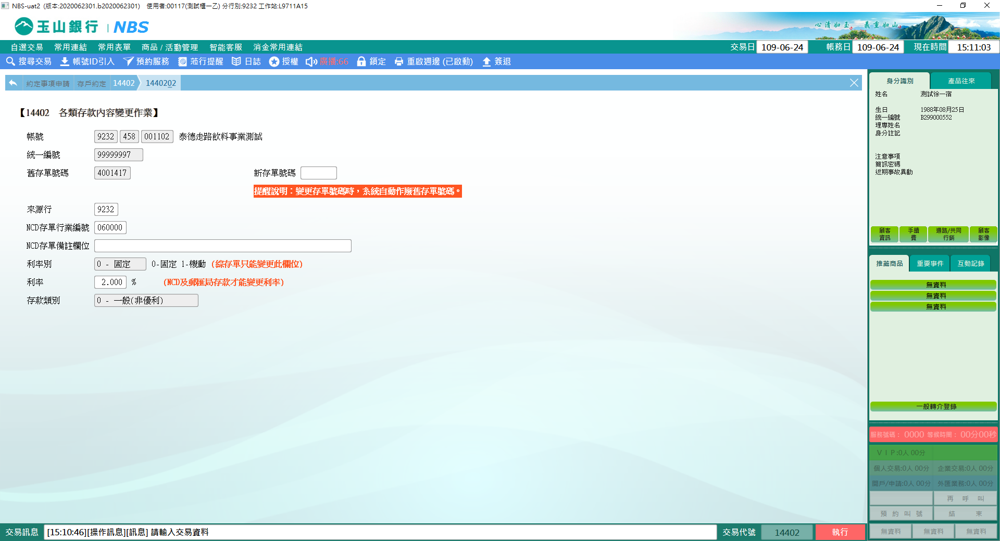 NBS-uat2 (版本:2020062301.b2020062301) 使用者:00117(測試櫃一乙) 分行別:9232 工作站:L9711A15
玉山銀行 | NBS
心清如玉。義重如山。
自選交易 常用連結 常用表單 商品 / 活動管理 智能客服 消金常用連結 交易日 109-06-24 帳務日 109-06-24 現在時間 15:11:03
搜尋交易 帳號ID引入 預約服務 蒞行提醒 日誌 授權 廣播:66 鎖定 重啟週邊 (已啟動) 簽退
約定事項申請 存戶約定 14402 1440202
【14402 各類存款內容變更作業】
帳號 9232 458 001102 泰德走路飲料事業測試
統一編號 99999997
舊存單號碼 4001417 新存單號碼
提醒說明：變更存單號碼時，系統自動作廢舊存單號碼。
來源行 9232
NCD存單行業編號 060000
NCD存單備註欄位
利率別 0 - 固定 0-固定 1-機動 (綜存單只能變更此欄位)
利率 2.000 % (NCD及郵匯局存款才能變更利率)
存款類別 0 - 一般(非優利)
身分識別 產品往來
姓名 測試徐一宿
生日 1988年08月25日
統一編號 B299000552
理專姓名
身分註記
注意事項
簡訊密碼
近期事故異動
顧客資訊 手續費 通路/共同行銷 顧客影像
推薦商品 重要事件 互動記錄
無資料
無資料
無資料
一般轉介登錄
服務號碼： 0000 等候時間： 00分00秒
ＶＩＰ:0人 00分
個人交易:0人 00分 企業交易:0人 00分
開戶/申請:0人 00分 外匯業務:0人 00分
再 呼 叫
預 約 叫 號 結 束
無資料 無資料 無資料
交易訊息 [15:10:46][操作訊息][訊息] 請輸入交易資料 交易代號 14402 執行